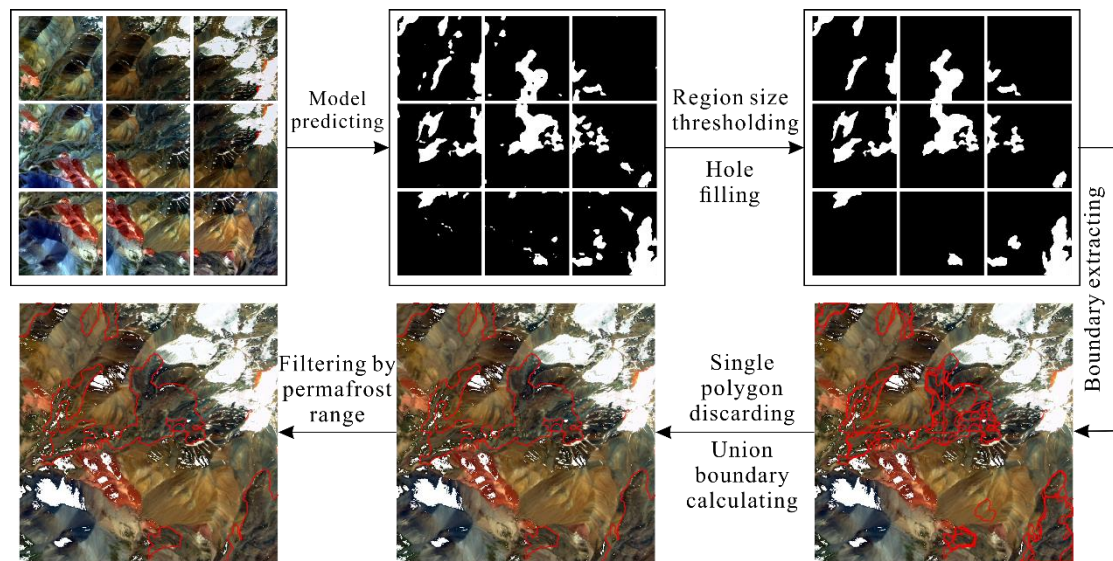 Model
predicting
Region size
thresholding
Hole
filling
Boundary extracting
Single
polygon
discarding
Union
boundary
calculating
Filtering by
permafrost
range